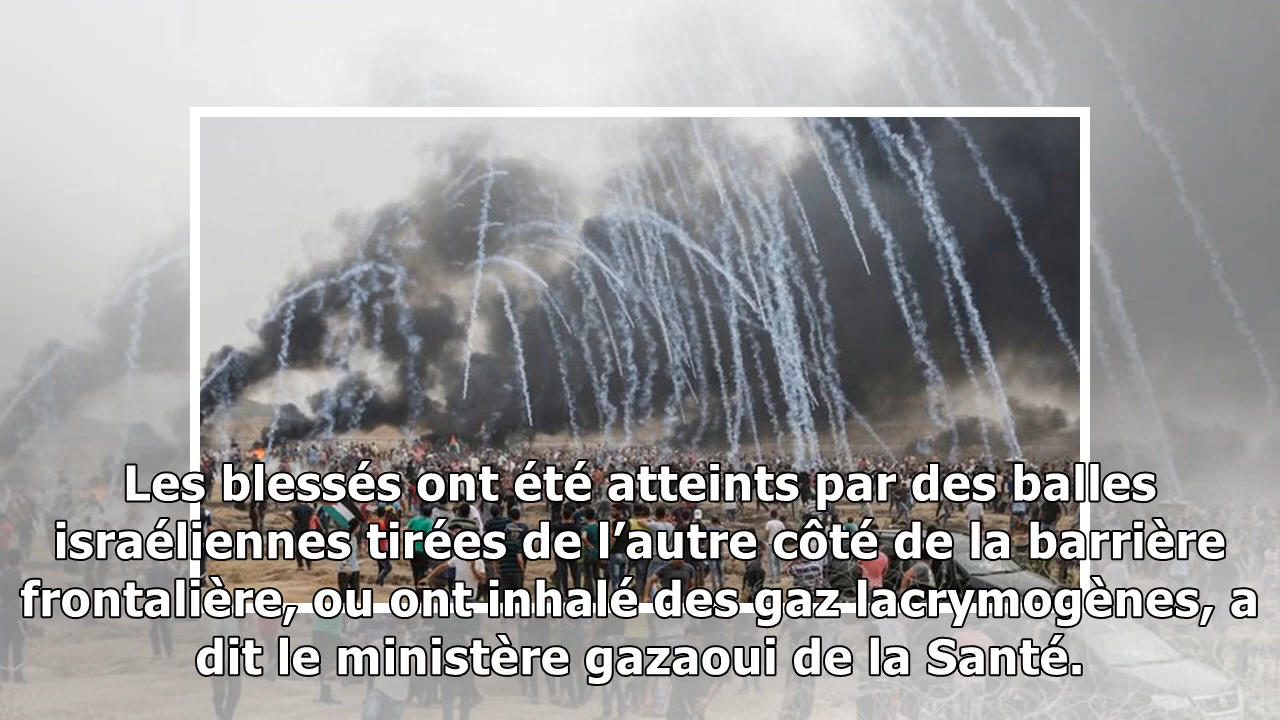 Les blessés ont été atteints par des balles
israéliennes tirées de l’autre côté de la barrière
frontalière, ou ont inhalé des gaz lacrymogènes, a
dit le ministère gazaoui de la Santé.